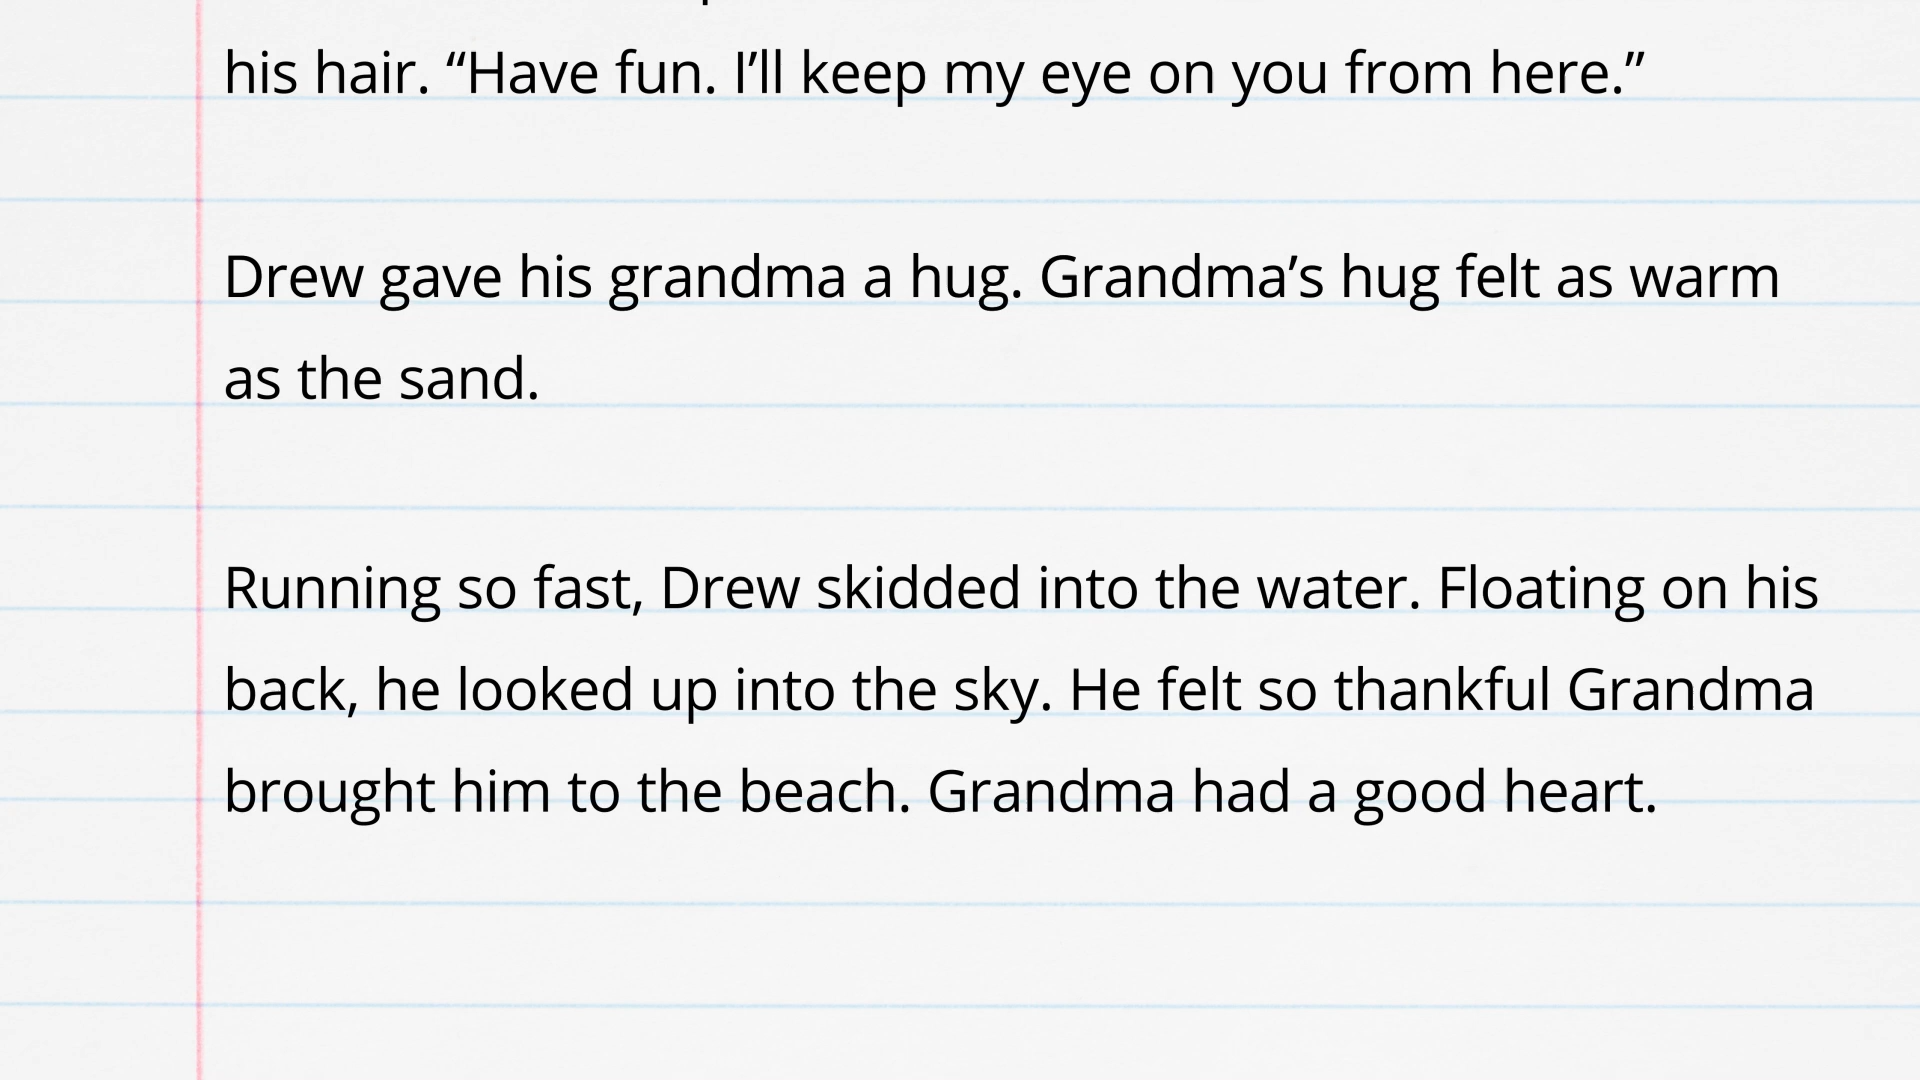 his hair. “Have fun. I’ll keep my eye on you from here.”
Drew gave his grandma a hug. Grandma’s hug felt as warm
as the sand.
Running so fast, Drew skidded into the water. Floating on his
back, he looked up into the sky. He felt so thankful Grandma
brought him to the beach. Grandma had a good heart.